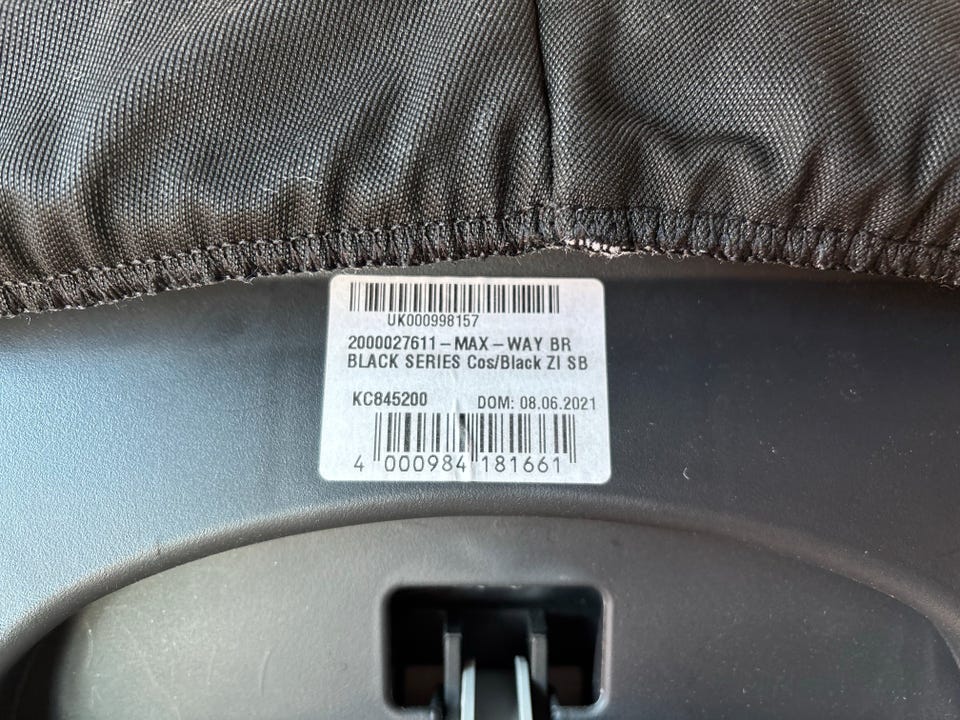 UK000998157
2000027611-MAX-WAY BR
BLACK SERIES Cos/Black ZI SB
KC845200 DOM: 08.06.2021
4 000984 181661